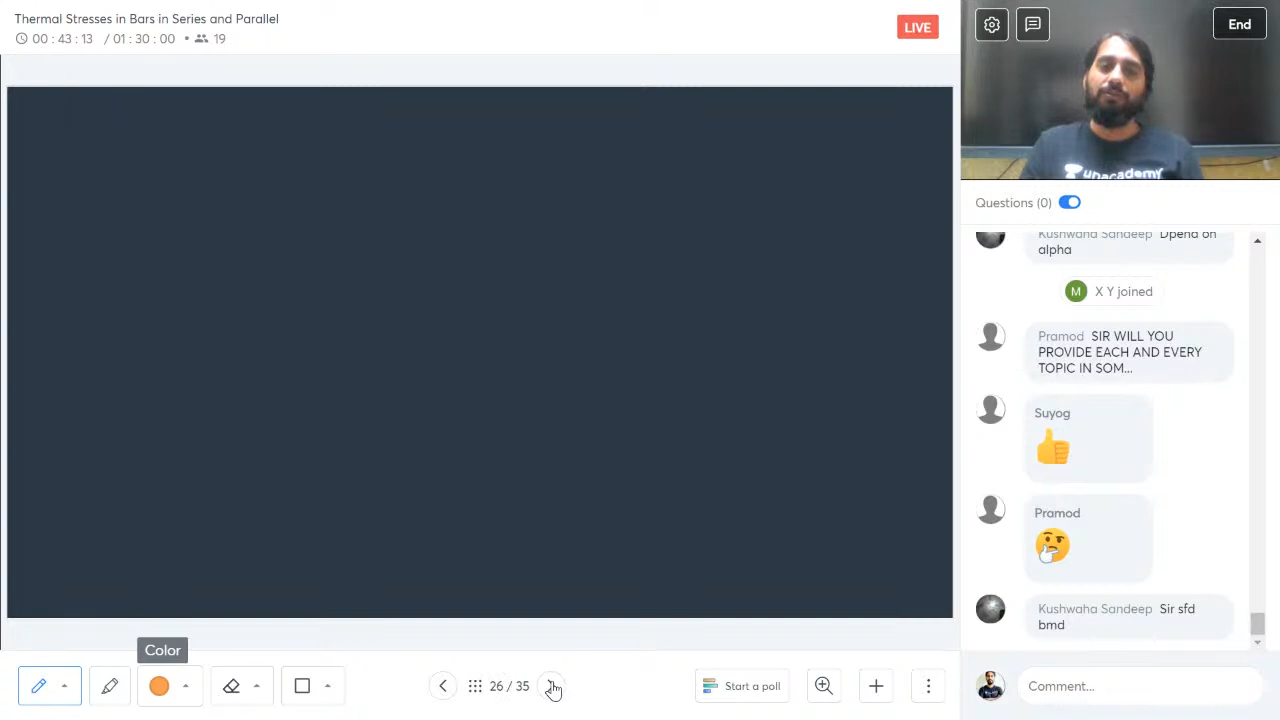 Thermal Stresses in Bars in Series and Parallel
00 : 43 : 13 / 01 : 30 : 00 • 19
LIVE
End
unacademy
Questions (0)
Kushwaha Sandeep Dpend on
alpha
M X Y joined
Pramod SIR WILL YOU
PROVIDE EACH AND EVERY
TOPIC IN SOM...
Suyog
Pramod
Kushwaha Sandeep Sir sfd
bmd
Color
26 / 35
Start a poll
Comment...